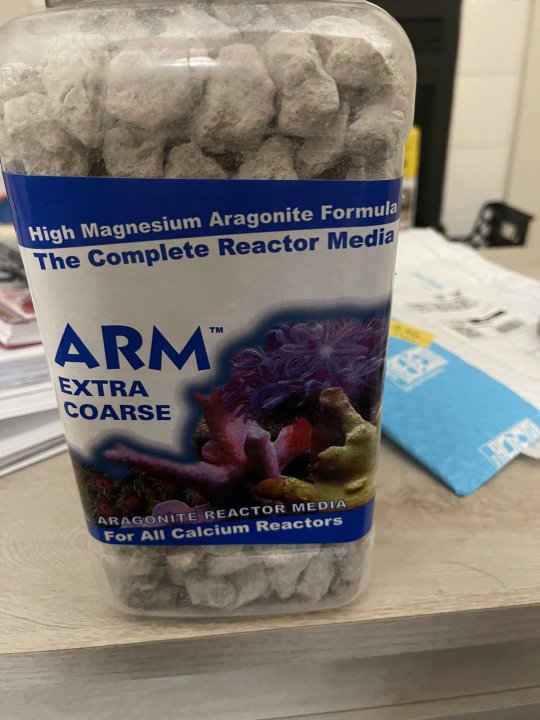 High Magnesium Aragonite Formula
The Complete Reactor Media
ARM™
EXTRA
COARSE
ARAGONITE REACTOR MEDIA
For All Calcium Reactors